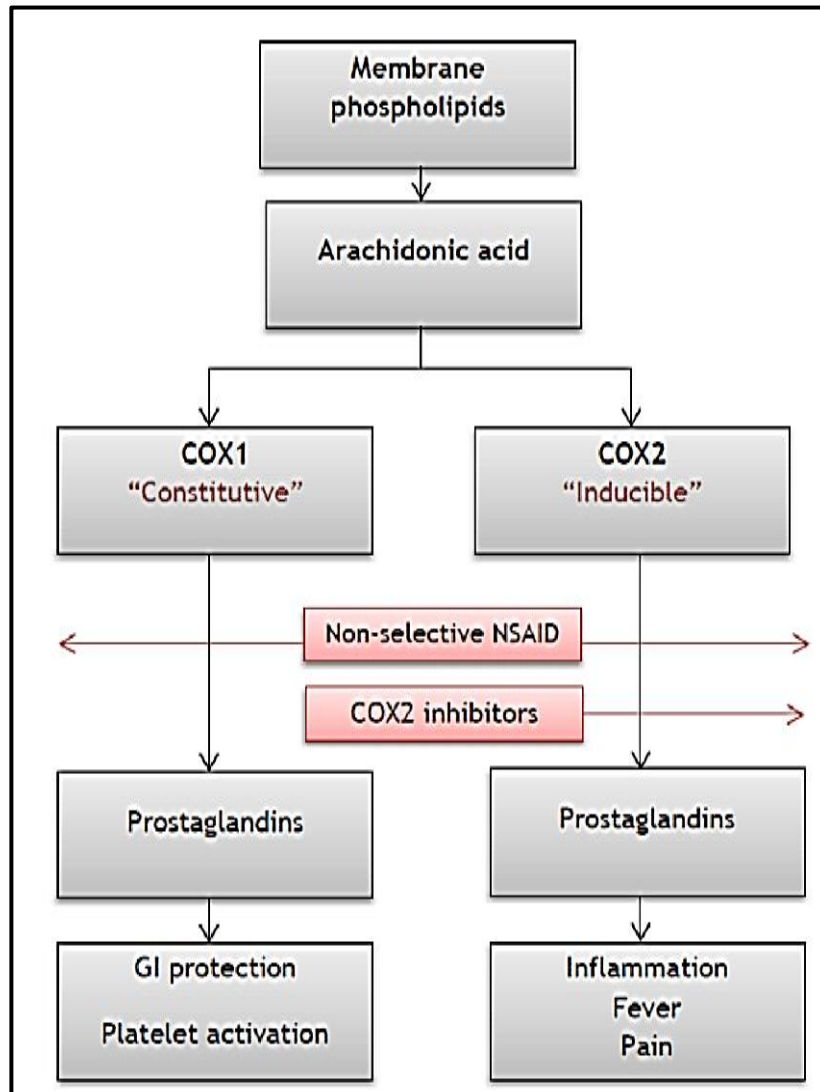 Membrane
phospholipids
Arachidonic acid
COX1
“Constitutive”
COX2
“Inducible”
Non-selective NSAID
COX2 inhibitors
Prostaglandins
Prostaglandins
GI protection
Platelet activation
Inflammation
Fever
Pain